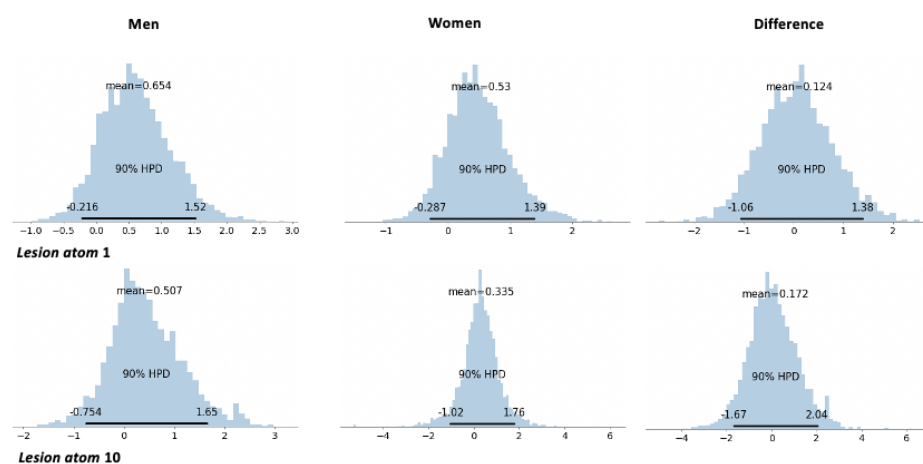 Men Women Difference
mean=0.654 mean=0.53 mean=0.124
90% HPD 90% HPD 90% HPD
-0.216 1.52 -0.287 1.39 -1.06 1.38
-1.0 -0.5 0.0 0.5 1.0 1.5 2.0 2.5 3.0 -1 0 1 2 -2 -1 0 1 2
Lesion atom 1
mean=0.507 mean=0.335 mean=0.172
90% HPD 90% HPD 90% HPD
-0.754 1.65 -1.02 1.76 -1.67 2.04
-2 -1 0 1 2 3 -4 -2 0 2 4 6 -4 -2 0 2 4 6
Lesion atom 10